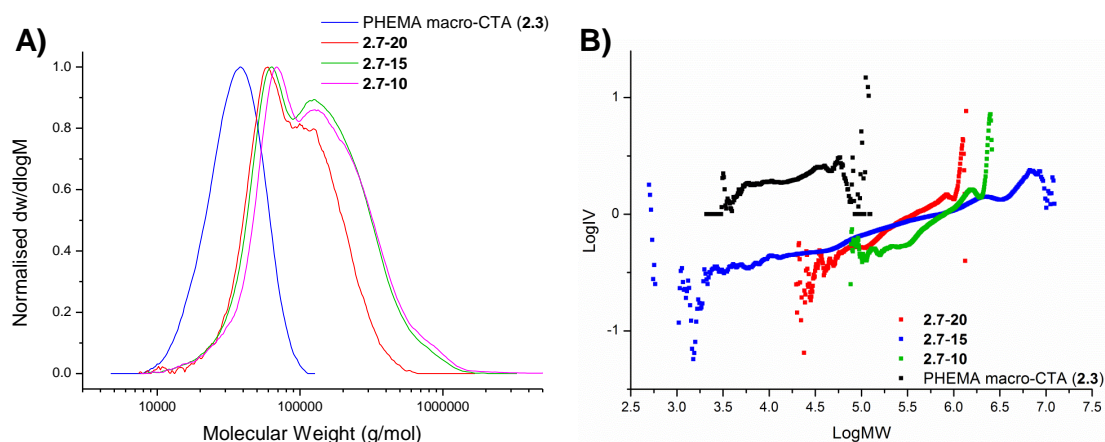 A)
PHEMA macro-CTA (2.3)
2.7-20
2.7-15
2.7-10
Normalised dw/dlogM
1.0
0.8
0.6
0.4
0.2
0.0
10000 100000 1000000
Molecular Weight (g/mol)
B)
LogIV
1
0
-1
2.7-20
2.7-15
2.7-10
PHEMA macro-CTA (2.3)
2.5 3.0 3.5 4.0 4.5 5.0 5.5 6.0 6.5 7.0 7.5
LogMW